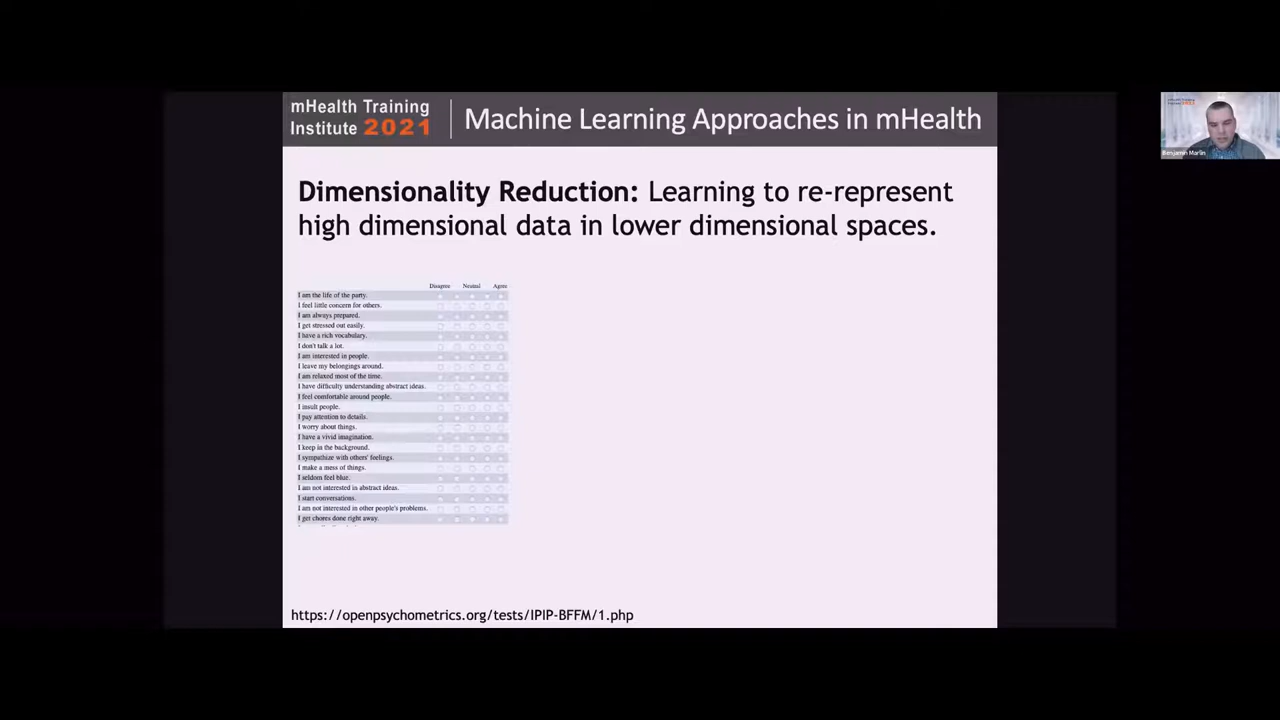 mHealth Training
Institute 2021
Machine Learning Approaches in mHealth
Benjamin Marlin
Dimensionality Reduction: Learning to re-represent
high dimensional data in lower dimensional spaces.
Disagree Neutral Agree
I am the life of the party.
I feel little concern for others.
I am always prepared.
I get stressed out easily.
I have a rich vocabulary.
I don't talk a lot.
I am interested in people.
I leave my belongings around.
I am relaxed most of the time.
I have difficulty understanding abstract ideas.
I feel comfortable around people.
I insult people.
I pay attention to details.
I worry about things.
I have a vivid imagination.
I keep in the background.
I sympathize with others' feelings.
I make a mess of things.
I seldom feel blue.
I am not interested in abstract ideas.
I start conversations.
I am not interested in other people's problems.
I get chores done right away.
https://openpsychometrics.org/tests/IPIP-BFFM/1.php